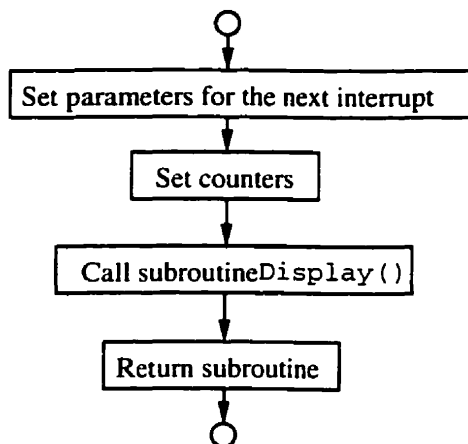 Set parameters for the next interrupt
Set counters
Call subroutineDisplay()
Return subroutine